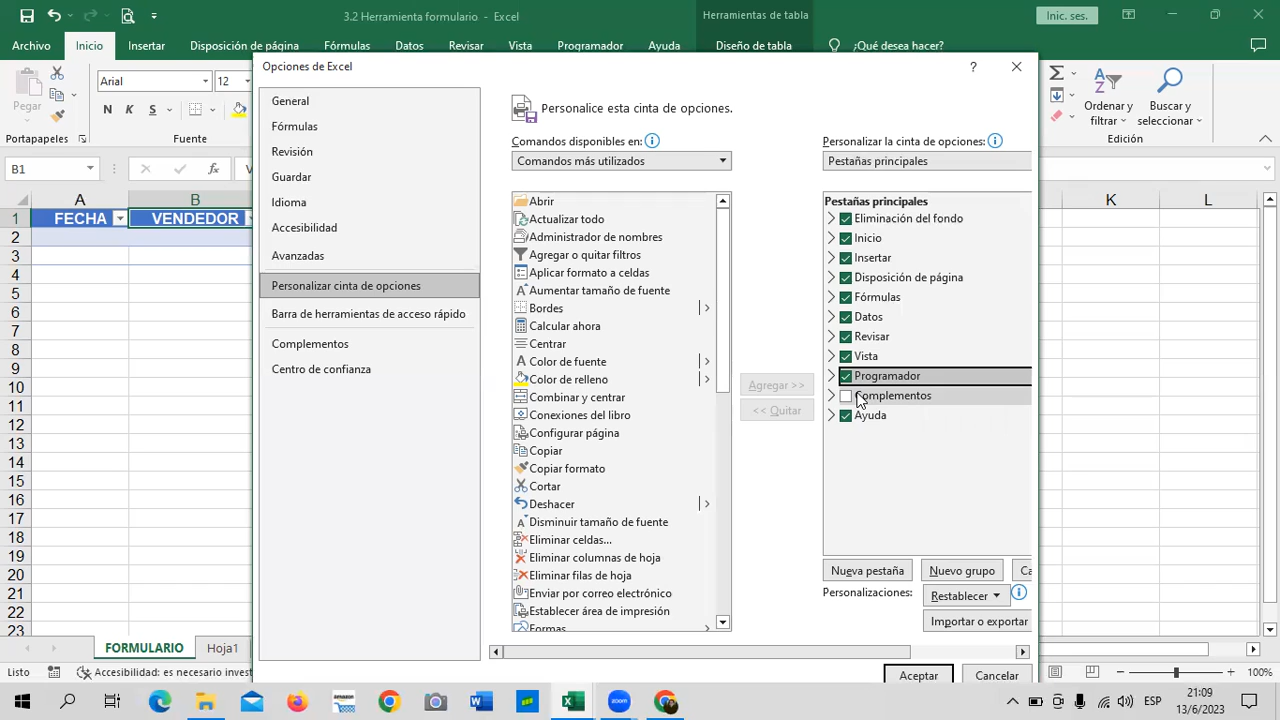 3.2 Herramienta formulario - Excel
Herramientas de tabla
Inic. ses.
Archivo Inicio Insertar Disposición de página Fórmulas Datos Revisar Vista Programador Ayuda Diseño de tabla ¿Qué desea hacer?
Opciones de Excel
?
Pegar
Arial 12
N K S
Portapapeles Fuente
Ordenar y filtrar
Buscar y seleccionar
Edición
B1
A B K L
FECHA VENDEDOR
1
2
3
4
5
6
7
8
9
10
11
12
13
14
15
16
17
18
19
20
21
22
23
General
Fórmulas
Revisión
Guardar
Idioma
Accesibilidad
Avanzadas
Personalizar cinta de opciones
Barra de herramientas de acceso rápido
Complementos
Centro de confianza
Personalice esta cinta de opciones.
Comandos disponibles en:
Comandos más utilizados
Abrir
Actualizar todo
Administrador de nombres
Agregar o quitar filtros
Aplicar formato a celdas
Aumentar tamaño de fuente
Bordes
Calcular ahora
Centrar
Color de fuente
Color de relleno
Combinar y centrar
Conexiones del libro
Configurar página
Copiar
Copiar formato
Cortar
Deshacer
Disminuir tamaño de fuente
Eliminar celdas...
Eliminar columnas de hoja
Eliminar filas de hoja
Enviar por correo electrónico
Establecer área de impresión
Formas
Agregar >>
<< Quitar
Personalizar la cinta de opciones:
Pestañas principales
Pestañas principales
Eliminación del fondo
Inicio
Insertar
Disposición de página
Fórmulas
Datos
Revisar
Vista
Programador
Complementos
Ayuda
Nueva pestaña Nuevo grupo
Personalizaciones: Restablecer
Importar o exportar
Aceptar Cancelar
FORMULARIO Hoja1
Listo Accesibilidad: es necesario invest
100%
ESP
21:09
13/6/2023